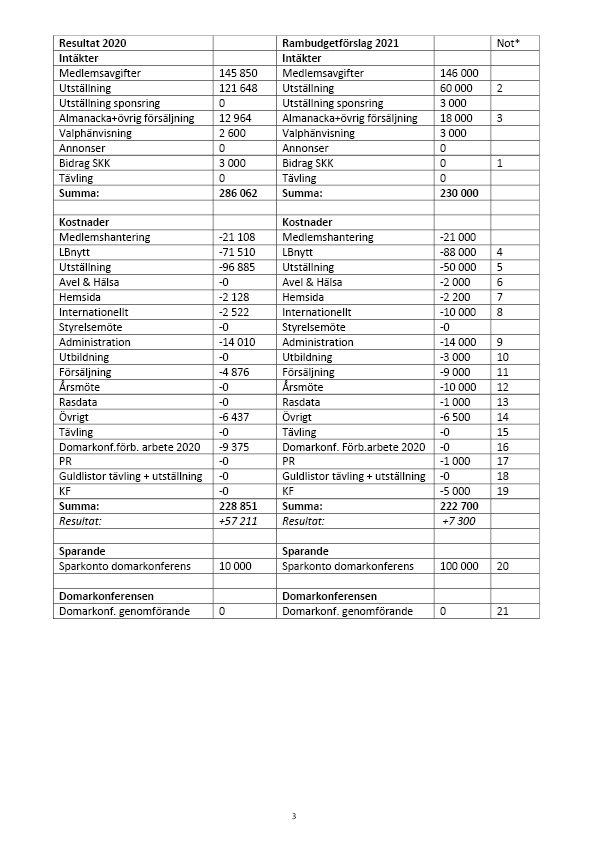 Resultat 2020 Rambudgetförslag 2021 Not*
Intäkter Intäkter
Medlemsavgifter 145 850 Medlemsavgifter 146 000
Utställning 121 648 Utställning 60 000 2
Utställning sponsring 0 Utställning sponsring 3 000
Almanacka+övrig försäljning 12 964 Almanacka+övrig försäljning 18 000 3
Valphänvisning 2 600 Valphänvisning 3 000
Annonser 0 Annonser 0
Bidrag SKK 3 000 Bidrag SKK 0 1
Tävling 0 Tävling 0
Summa: 286 062 Summa: 230 000
Kostnader Kostnader
Medlemshantering -21 108 Medlemshantering -21 000
LBnytt -71 510 LBnytt -88 000 4
Utställning -96 885 Utställning -50 000 5
Avel & Hälsa -0 Avel & Hälsa -2 000 6
Hemsida -2 128 Hemsida -2 200 7
Internationellt -2 522 Internationellt -10 000 8
Styrelsemöte -0 Styrelsemöte -0
Administration -14 010 Administration -14 000 9
Utbildning -0 Utbildning -3 000 10
Försäljning -4 876 Försäljning -9 000 11
Årsmöte -0 Årsmöte -10 000 12
Rasdata -0 Rasdata -1 000 13
Övrigt -6 437 Övrigt -6 500 14
Tävling -0 Tävling -0 15
Domarkonf.förb. arbete 2020 -9 375 Domarkonf. Förb.arbete 2020 -0 16
PR -0 PR -1 000 17
Guldlistor tävling + utställning -0 Guldlistor tävling + utställning -0 18
KF -0 KF -5 000 19
Summa: 228 851 Summa: 222 700
Resultat: +57 211 Resultat: +7 300
Sparande Sparande
Sparkonto domarkonferens 10 000 Sparkonto domarkonferens 100 000 20
Domarkonferensen Domarkonferensen
Domarkonf. genomförande 0 Domarkonf. genomförande 0 21
3